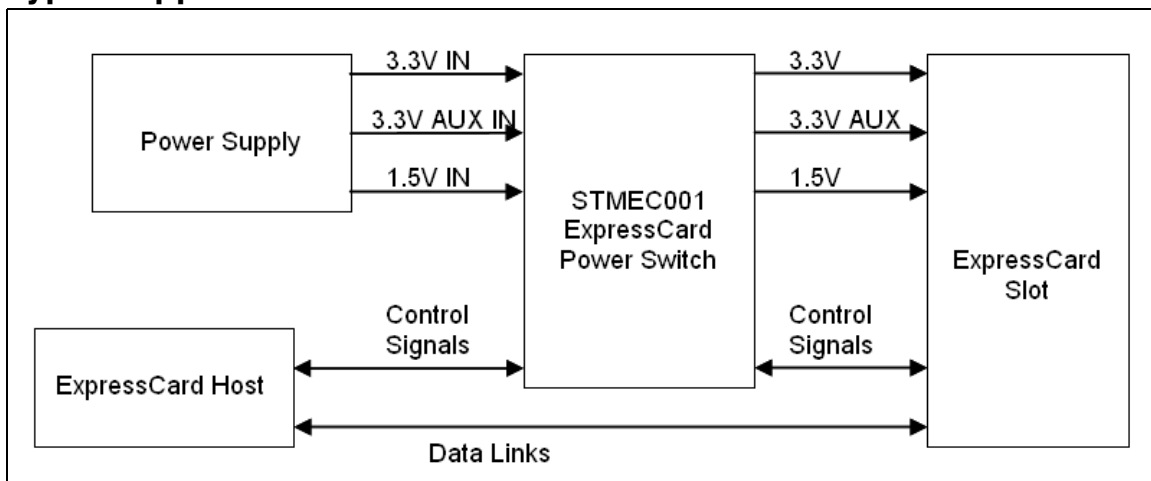 3.3V IN
3.3V AUX IN
1.5V IN
Power Supply
STMEC001
ExpressCard
Power Switch
3.3V
3.3V AUX
1.5V
ExpressCard
Slot
Control
Signals
Control
Signals
ExpressCard Host
Data Links